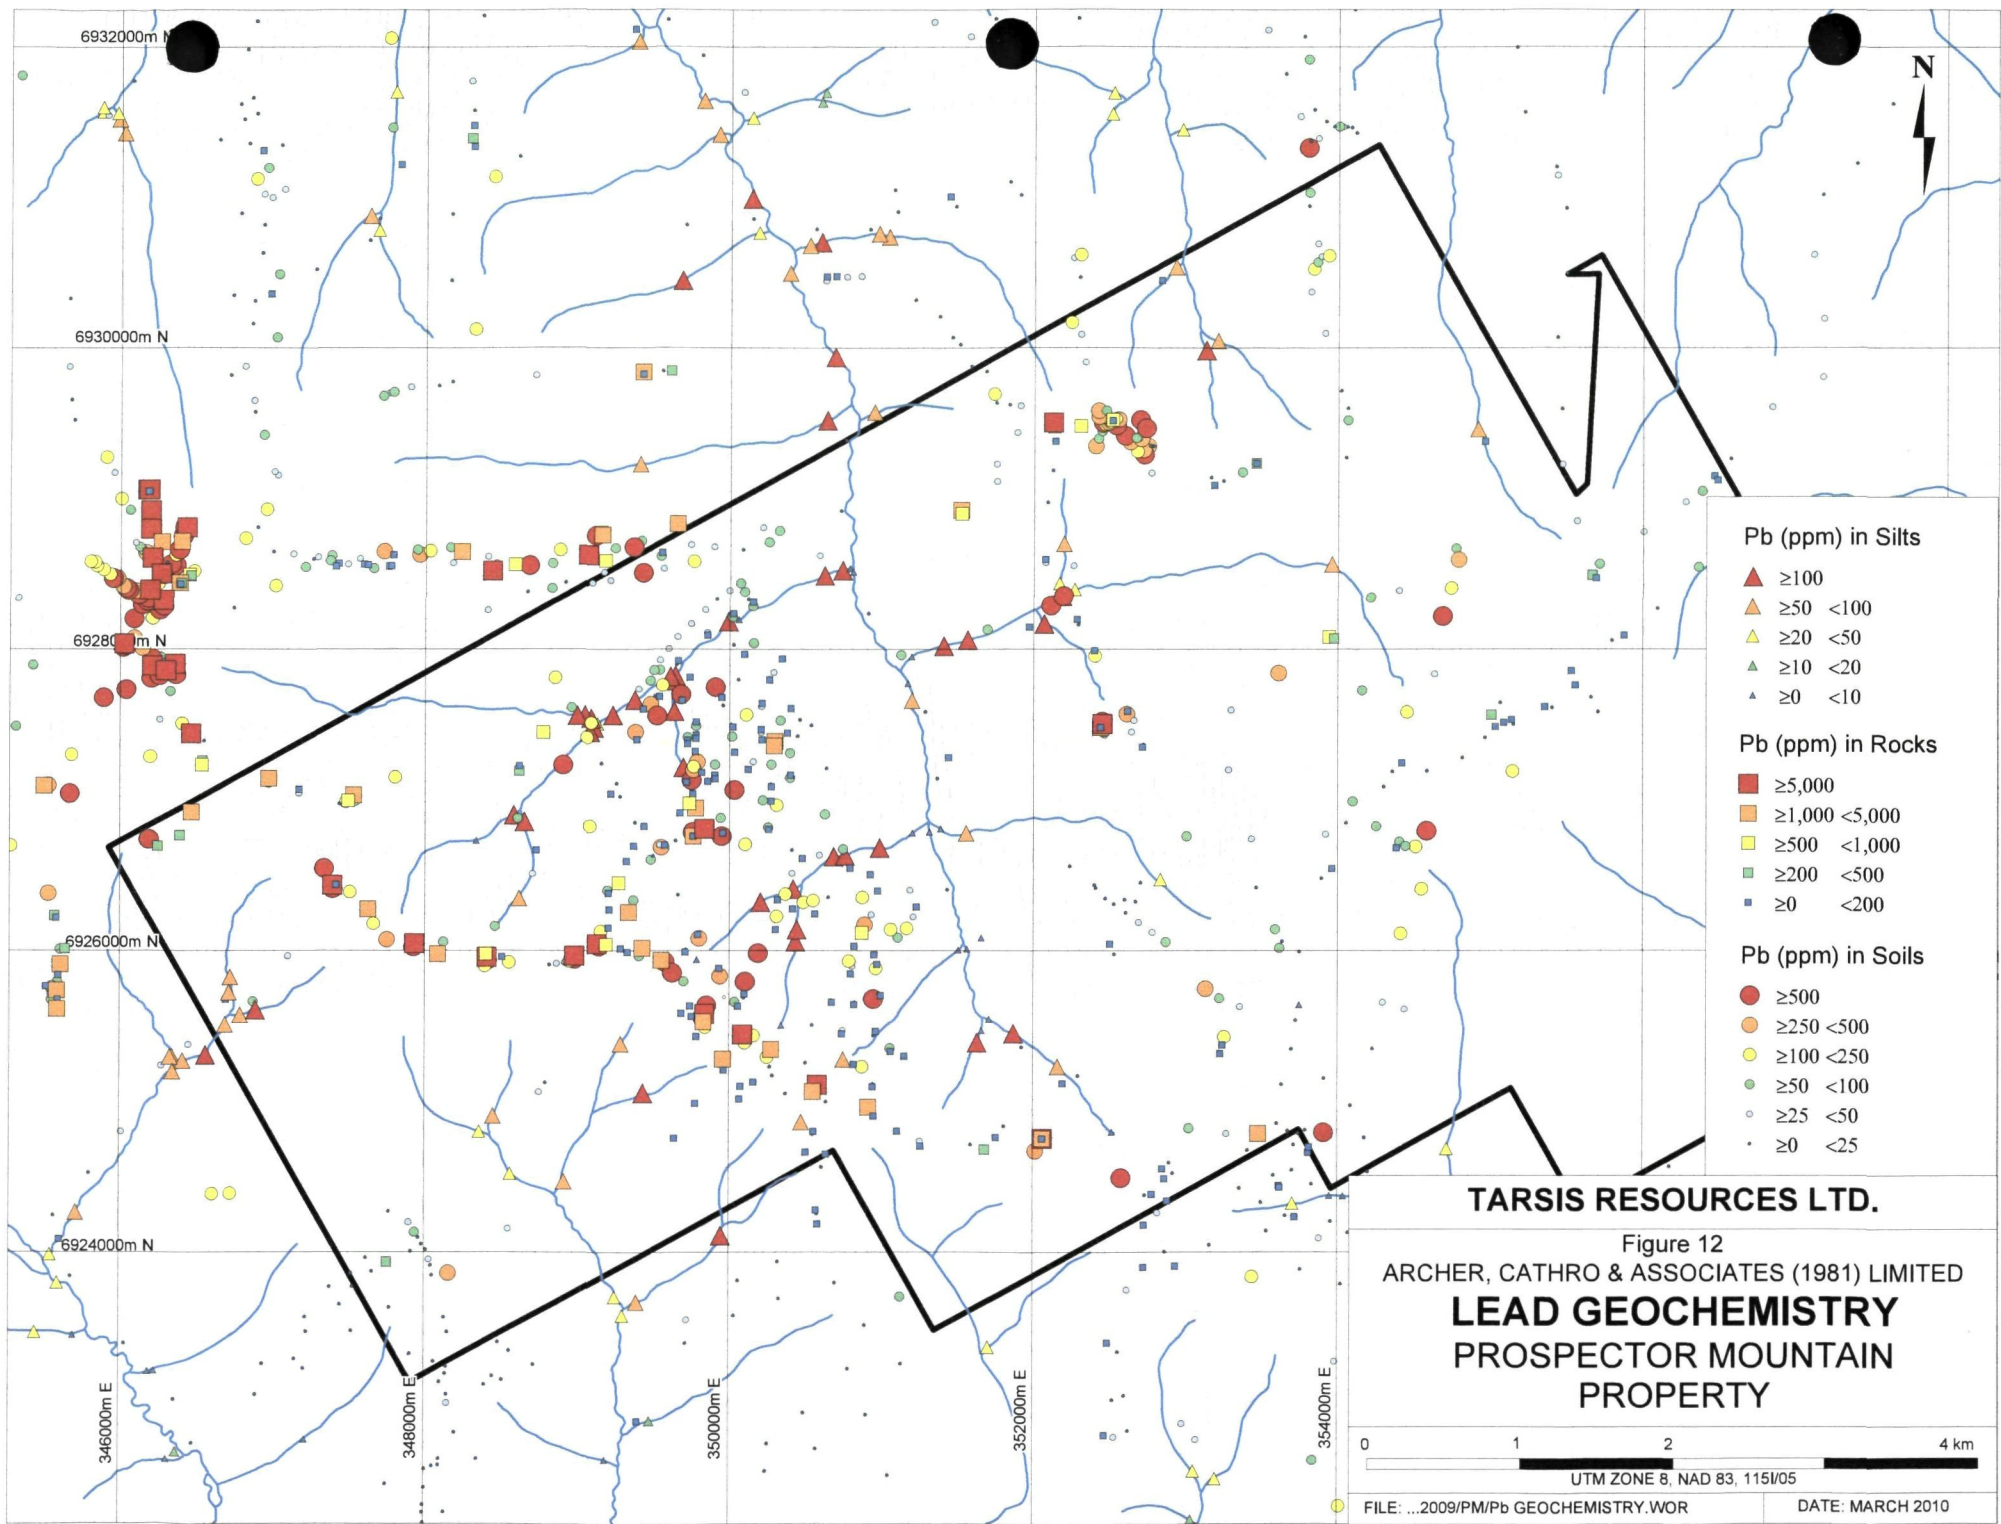 6932000m N
N
6930000m N
6928000m N
6926000m N
6924000m N
346000m E
348000m E
350000m E
352000m E
354000m E
Pb (ppm) in Silts
≥100
≥50 <100
≥20 <50
≥10 <20
≥0 <10
Pb (ppm) in Rocks
≥5,000
≥1,000 <5,000
≥500 <1,000
≥200 <500
≥0 <200
Pb (ppm) in Soils
≥500
≥250 <500
≥100 <250
≥50 <100
≥25 <50
≥0 <25
TARSIS RESOURCES LTD.
Figure 12
ARCHER, CATHRO & ASSOCIATES (1981) LIMITED
LEAD GEOCHEMISTRY
PROSPECTOR MOUNTAIN
PROPERTY
0 1 2 4 km
UTM ZONE 8, NAD 83, 115I/05
FILE: ...2009/PM/Pb GEOCHEMISTRY.WOR
DATE: MARCH 2010